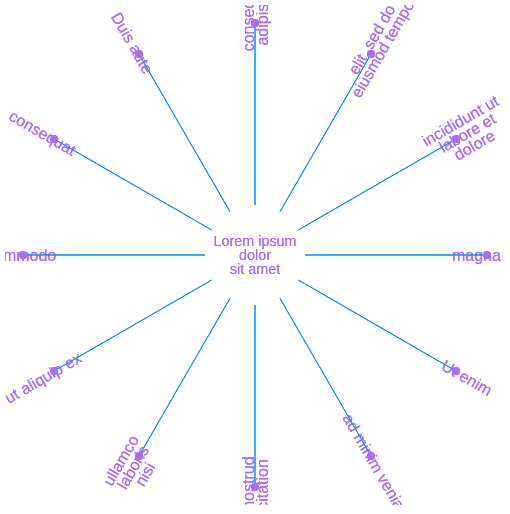 Lorem ipsum
dolor
sit amet
consec
adipis
elit, sed do
eiusmod tempo
incididunt ut
labore et
dolore
magna
Ut enim
ad minim venia
nostrud
citation
ullamco
laboris
nisi
ut aliquip ex
mmodo
consequat
Duis aute